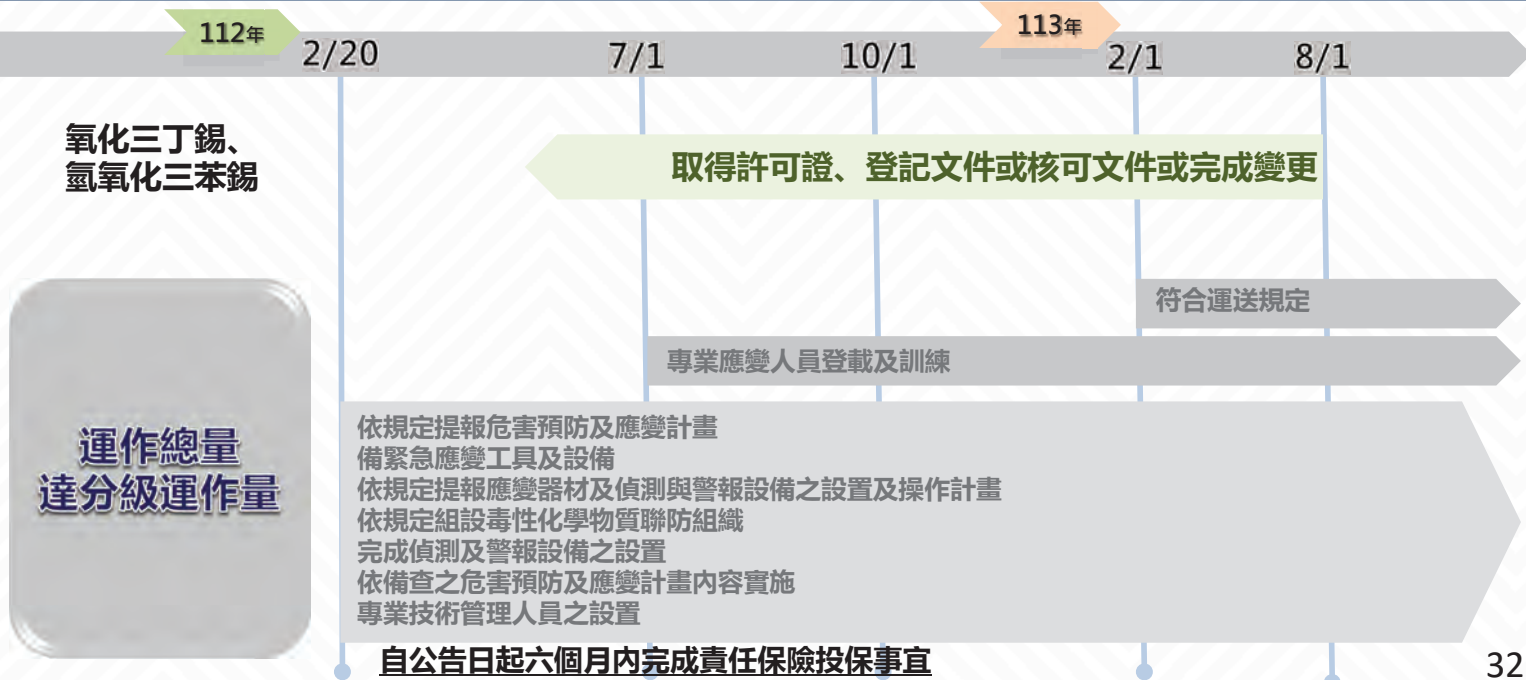 112年
113年
2/20
7/1
10/1
2/1
8/1
氧化三丁錫、
氫氧化三苯錫
取得許可證、登記文件或核可文件或完成變更
符合運送規定
專業應變人員登載及訓練
運作總量
達分級運作量
依規定提報危害預防及應變計畫
備緊急應變工具及設備
依規定提報應變器材及偵測與警報設備之設置及操作計畫
依規定組設毒性化學物質聯防組織
完成偵測及警報設備之設置
依備查之危害預防及應變計畫內容實施
專業技術管理人員之設置
自公告日起六個月內完成責任保險投保事宜
32